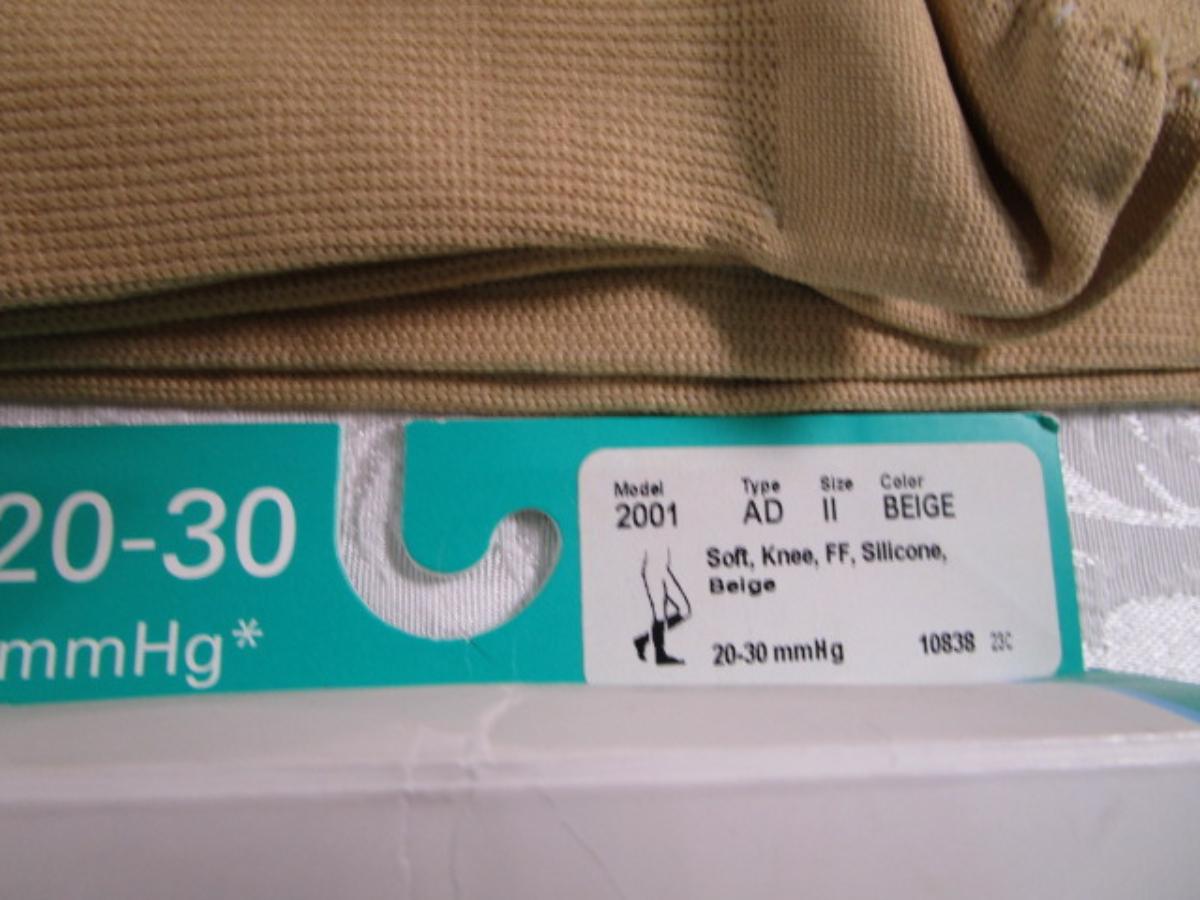 20-30
mmHg*
Model Type Size Color
2001 AD II BEIGE
Soft, Knee, FF, Silicone,
Beige
20-30 mmHg 10838 23C